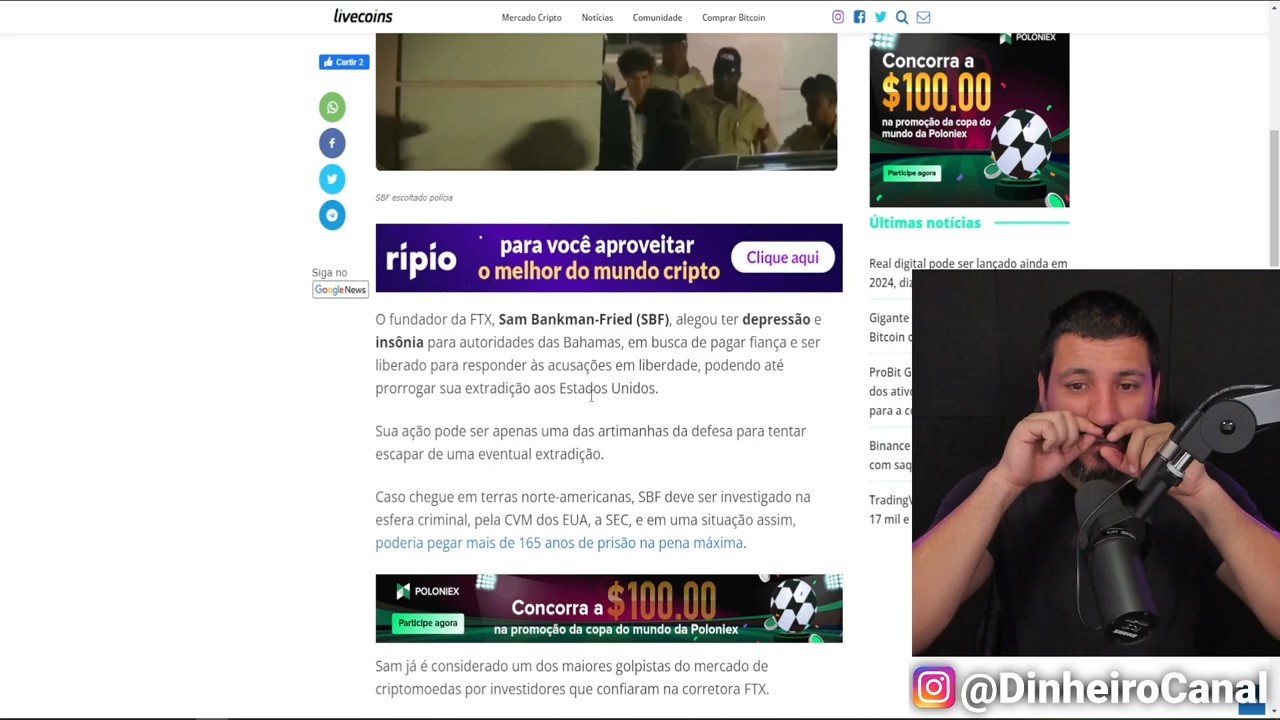 livecoins
Mercado Cripto
Notícias
Comunidade
Comprar Bitcoin
Curtir 2
Siga no
Google News
SBF escoltado polícia
ripio
para você aproveitar
o melhor do mundo cripto
Clique aqui
O fundador da FTX, Sam Bankman-Fried (SBF), alegou ter depressão e
insônia para autoridades das Bahamas, em busca de pagar fiança e ser
liberado para responder às acusações em liberdade, podendo até
prorrogar sua extradição aos Estados Unidos.
Sua ação pode ser apenas uma das artimanhas da defesa para tentar
escapar de uma eventual extradição.
Caso chegue em terras norte-americanas, SBF deve ser investigado na
esfera criminal, pela CVM dos EUA, a SEC, e em uma situação assim,
poderia pegar mais de 165 anos de prisão na pena máxima.
POLONIEX
Concorra a $100.00
Participe agora
na promoção da copa do mundo da Poloniex
Sam já é considerado um dos maiores golpistas do mercado de
criptomoedas por investidores que confiaram na corretora FTX.
POLONIEX
Concorra a
$100.00
na promoção da copa do
mundo da Poloniex
Participe agora
Últimas notícias
Real digital pode ser lançado ainda em
2024,
Gigante
Bitcoin
ProBit
dos ativo
para a
Binance
com
17 mil e
@DinheiroCanal